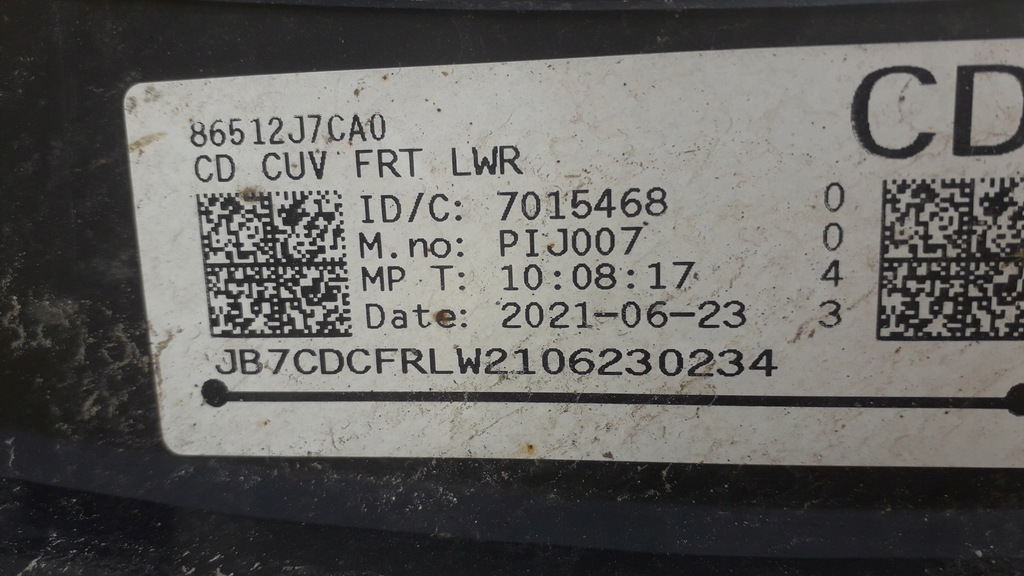 86512J7CA0
CD CUV FRT LWR
ID/C: 7015468
M.no: PIJ007
MP T: 10:08:17
Date: 2021-06-23
0
0
4
3
JB7CDCFRLW2106230234
CD